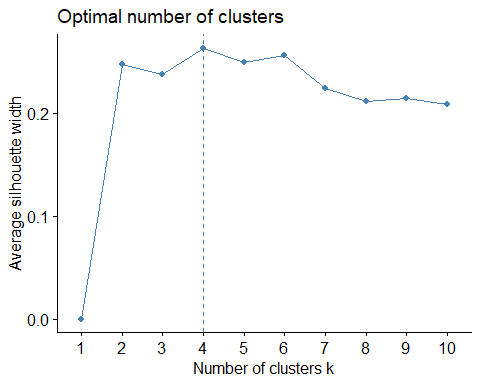 Optimal number of clusters
Average silhouette width
0.2
0.1
0.0
1 2 3 4 5 6 7 8 9 10
Number of clusters k